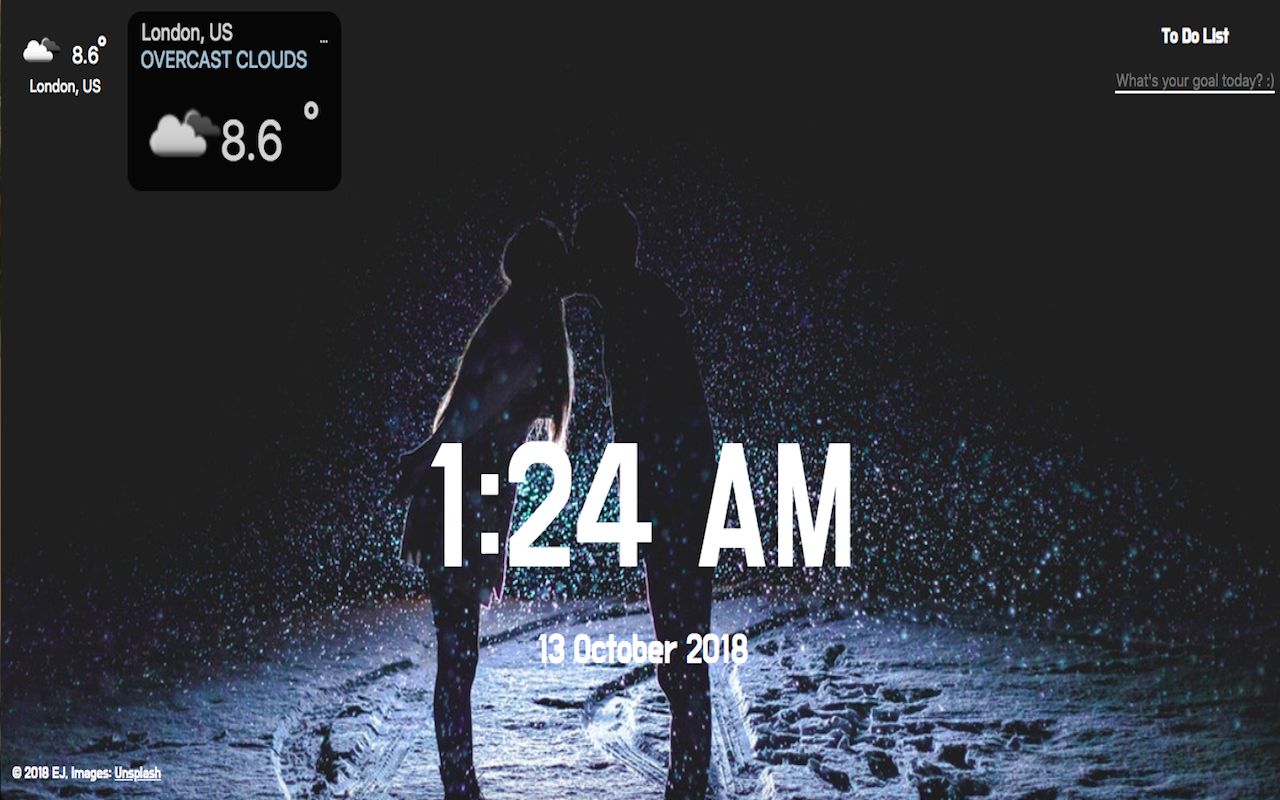 8.6°
London, US
London, US
...
OVERCAST CLOUDS
8.6°
To Do List
What's your goal today? :)
1:24 AM
13 October 2018
© 2018 EJ, Images: Unsplash